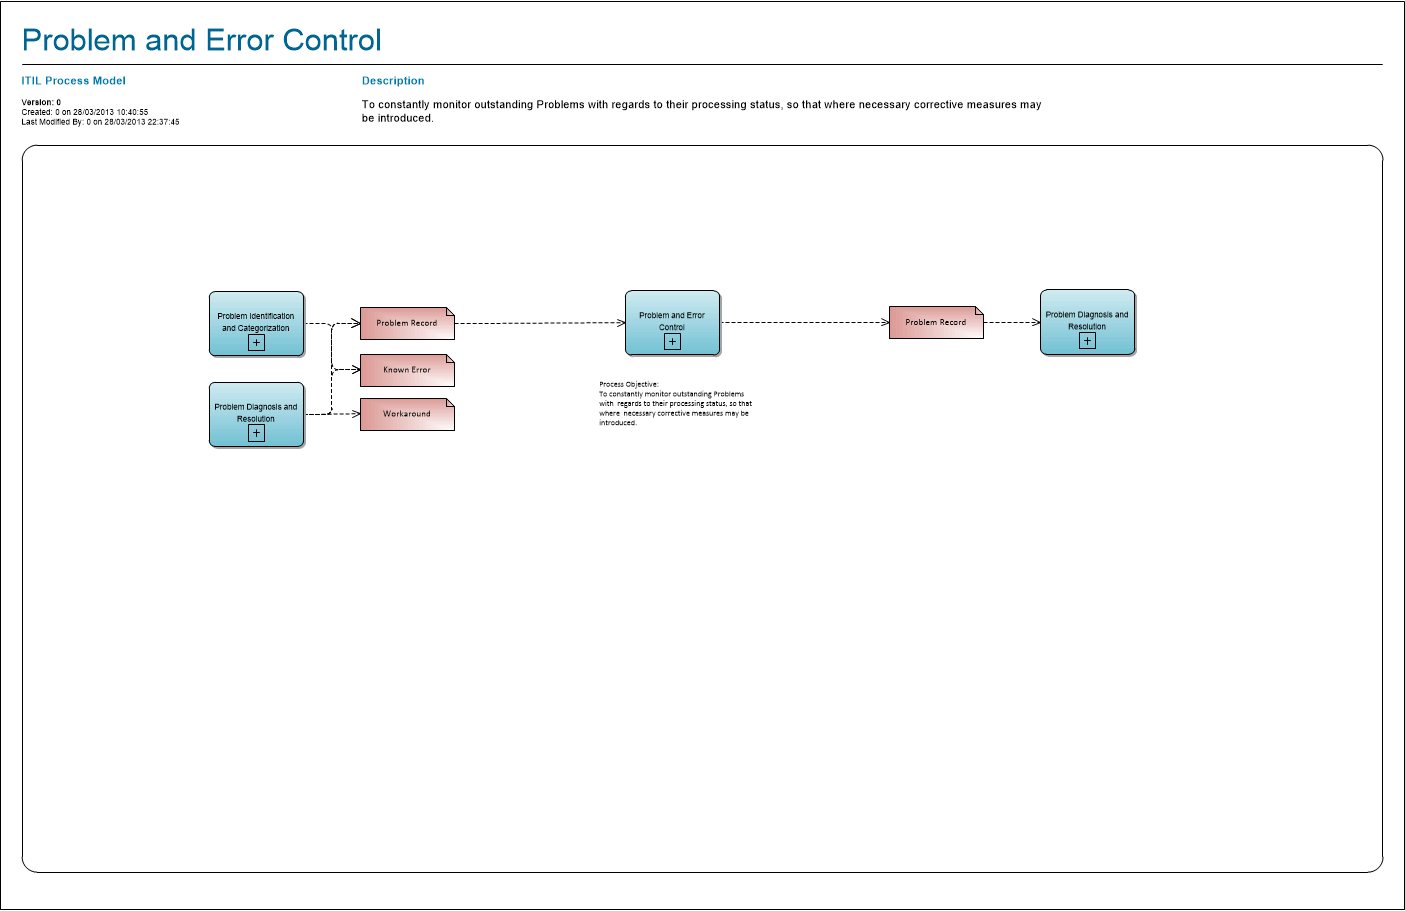 Problem and Error Control
ITIL Process Model
Version: 0
Created: 0 on 28/03/2013 10:40:55
Last Modified By: 0 on 28/03/2013 22:37:45
Description
To constantly monitor outstanding Problems with regards to their processing status, so that where necessary corrective measures may
be introduced.
Problem Identification
and Categorization
Problem Diagnosis and
Resolution
Problem Record
Known Error
Workaround
Problem and Error
Control
Process Objective:
To constantly monitor outstanding Problems
with regards to their processing status, so that
where necessary corrective measures may be
introduced.
Problem Record
Problem Diagnosis and
Resolution